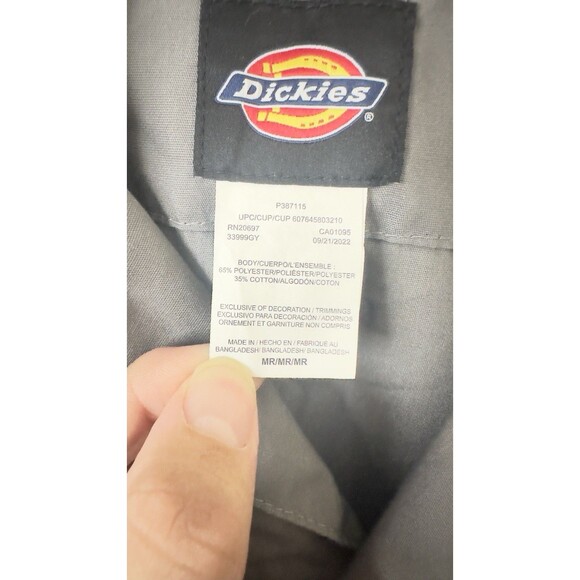 Dickies
®
P387115
UPC/CUP/CUP 607645803210
RN20697 CA01095
33999GY 09/21/2022
BODY/CUERPO/L'ENSEMBLE:
65% POLYESTER/POLIÉSTER/POLYESTER
35% COTTON/ALGODÓN/COTON
EXCLUSIVE OF DECORATION / TRIMMINGS
EXCLUSIVO PARA DECORACIÓN / ADORNOS
ORNEMENT ET GARNITURE NON COMPRIS
MADE IN / HECHO EN / FABRIQUE AU
BANGLADESH/ BANGLADESH/ BANGLADESH
MR/MR/MR